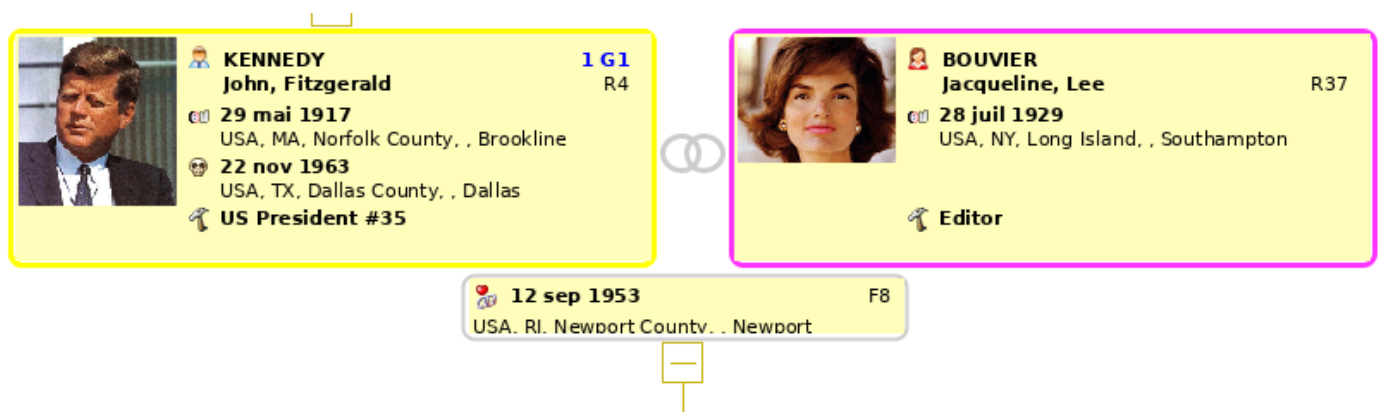 KENNEDY 1 G1
John, Fitzgerald R4
29 mai 1917
USA, MA, Norfolk County, , Brookline
22 nov 1963
USA, TX, Dallas County, , Dallas
US President #35
BOUVIER
Jacqueline, Lee R37
28 juil 1929
USA, NY, Long Island, , Southampton
Editor
12 sep 1953 F8
USA, RI, Newport County, , Newport